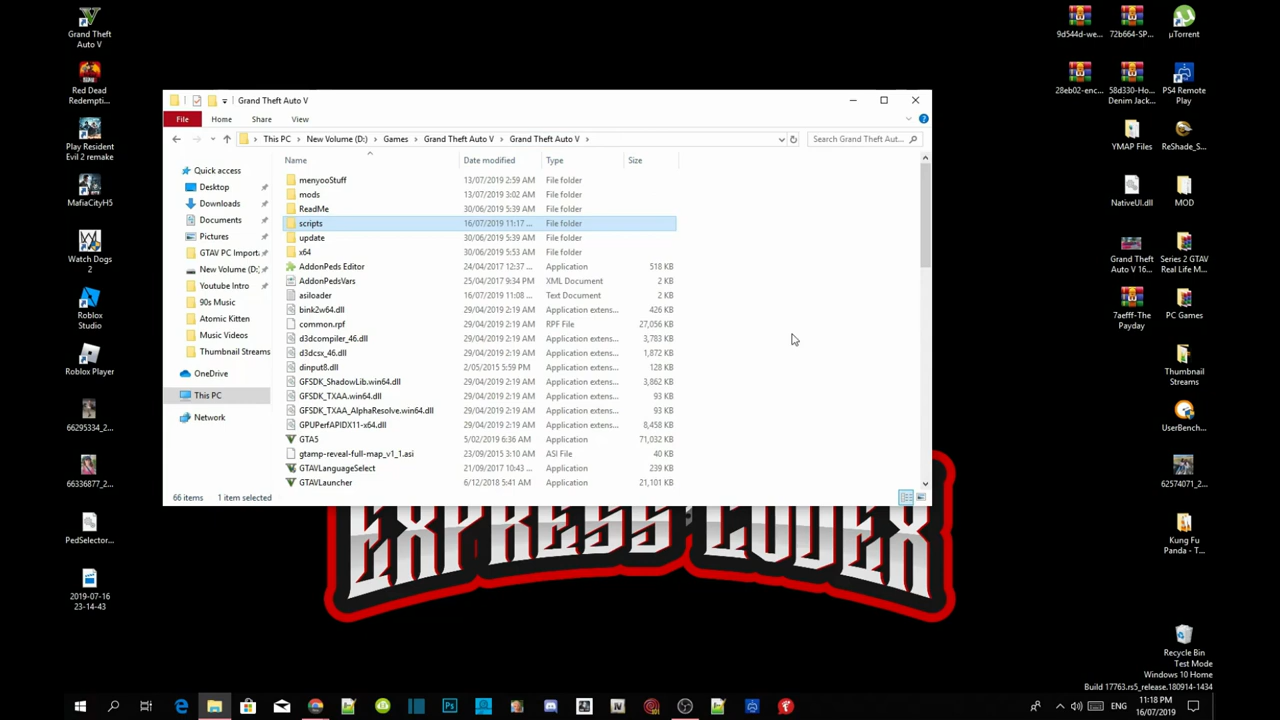 Grand Theft
Auto V
Red Dead
Redempti...
Play Resident
Evil 2 remake
MafiaCityH5
Watch Dogs
2
Roblox
Studio
Roblox Player
66295334_2...
66336877_2...
PedSelector...
2019-07-16
23-14-43
9d544d-we...
72b664-SP...
µTorrent
28eb02-enc...
58d330-Ho...
Denim Jack...
PS4 Remote
Play
YMAP Files
ReShade_S...
NativeUI.dll
MOD
Grand Theft
Auto V 16...
Series 2 GTAV
Real Life M...
7aefff-The
Payday
PC Games
Thumbnail
Streams
UserBench...
62574071_2...
Kung Fu
Panda - T...
Recycle Bin
Grand Theft Auto V
File Home Share View
This PC › New Volume (D:) › Games › Grand Theft Auto V › Grand Theft Auto V ›
Search Grand Theft Aut...
Quick access
Desktop
Downloads
Documents
Pictures
GTAV PC Import.
New Volume (D:
Youtube Intro
90s Music
Atomic Kitten
Music Videos
Thumbnail Streams
OneDrive
This PC
Network
Name Date modified Type Size
menyooStuff 13/07/2019 2:59 AM File folder
mods 13/07/2019 3:02 AM File folder
ReadMe 30/06/2019 5:39 AM File folder
scripts 16/07/2019 11:17 ... File folder
update 30/06/2019 5:39 AM File folder
x64 30/06/2019 5:53 AM File folder
AddonPeds Editor 24/04/2017 12:37 ... Application 518 KB
AddonPedsVars 25/04/2017 9:34 PM XML Document 2 KB
asiloader 16/07/2019 11:08 ... Text Document 2 KB
bink2w64.dll 29/04/2019 2:19 AM Application extens... 426 KB
common.rpf 29/04/2019 2:19 AM RPF File 27,056 KB
d3dcompiler_46.dll 29/04/2019 2:19 AM Application extens... 3,783 KB
d3dcsx_46.dll 29/04/2019 2:19 AM Application extens... 1,872 KB
dinput8.dll 2/05/2015 5:59 PM Application extens... 128 KB
GFSDK_ShadowLib.win64.dll 29/04/2019 2:19 AM Application extens... 3,862 KB
GFSDK_TXAA.win64.dll 29/04/2019 2:19 AM Application extens... 93 KB
GFSDK_TXAA_AlphaResolve.win64.dll 29/04/2019 2:19 AM Application extens... 93 KB
GPUPerfAPIDX11-x64.dll 29/04/2019 2:19 AM Application extens... 8,458 KB
GTA5 5/02/2019 6:36 AM Application 71,032 KB
gtamp-reveal-full-map_v1_1.asi 23/09/2015 3:10 AM ASI File 40 KB
GTAVLanguageSelect 21/09/2017 10:43 ... Application 239 KB
GTAVLauncher 6/12/2018 5:41 AM Application 21,101 KB
66 items 1 item selected
EXPRESS CODEX
Test Mode
Windows 10 Home
Build 17763.rs5_release.180914-1434
ENG
11:18 PM
16/07/2019